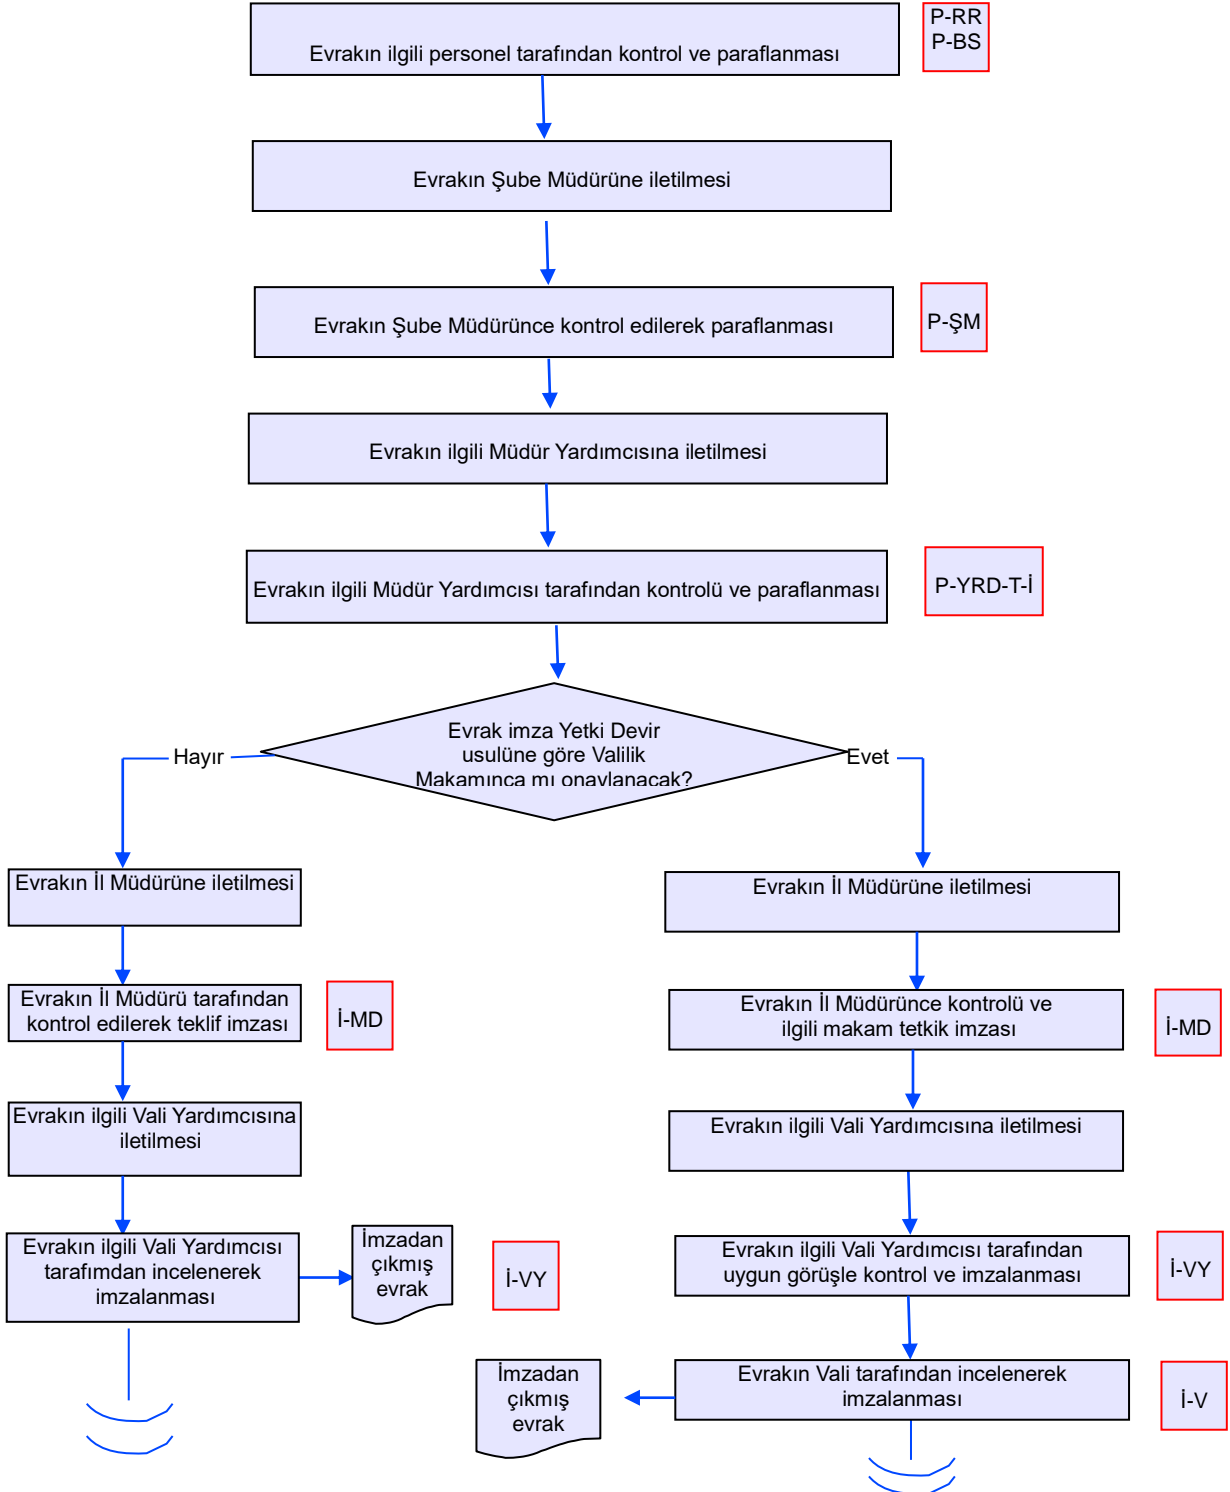 P-RR
P-BS
Evrakın ilgili personel tarafından kontrol ve paraflanması
Evrakın Şube Müdürüne iletilmesi
Evrakın Şube Müdürünce kontrol edilerek paraflanması
P-ŞM
Evrakın ilgili Müdür Yardımcısına iletilmesi
Evrakın ilgili Müdür Yardımcısı tarafından kontrolü ve paraflanması
P-YRD-T-İ
Evrak imza Yetki Devir
usulüne göre Valilik
Makamınca mı onaylanacak?
Hayır
Evet
Evrakın İl Müdürüne iletilmesi
Evrakın İl Müdürüne iletilmesi
Evrakın İl Müdürü tarafından
kontrol edilerek teklif imzası
İ-MD
Evrakın İl Müdürünce kontrolü ve
ilgili makam tetkik imzası
İ-MD
Evrakın ilgili Vali Yardımcısına
iletilmesi
Evrakın ilgili Vali Yardımcısına iletilmesi
Evrakın ilgili Vali Yardımcısı
tarafımdan incelenerek
imzalanması
İmzadan
çıkmış
evrak
İ-VY
Evrakın ilgili Vali Yardımcısı tarafından
uygun görüşle kontrol ve imzalanması
İ-VY
İmzadan
çıkmış
evrak
Evrakın Vali tarafından incelenerek
imzalanması
İ-V